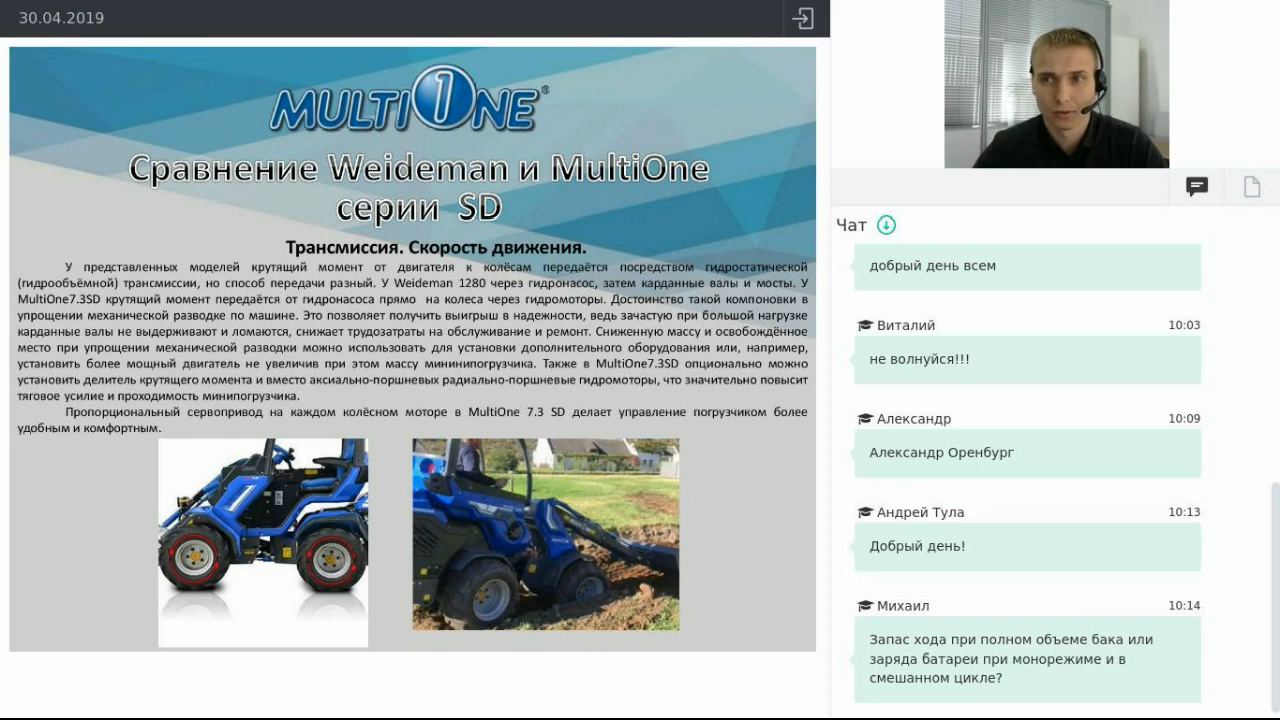 30.04.2019
MULTI1NE®
Сравнение Weideman и MultiOne
серии SD
Трансмиссия. Скорость движения.
У представленных моделей крутящий момент от двигателя к колёсам передаётся посредством гидростатической
(гидрообъёмной) трансмиссии, но способ передачи разный. У Weideman 1280 через гидронасос, затем карданные валы и мосты. У
MultiOne7.3SD крутящий момент передаётся от гидронасоса прямо на колеса через гидромоторы. Достоинство такой компоновки в
упрощении механической разводке по машине. Это позволяет получить выигрыш в надежности, ведь зачастую при большой нагрузке
карданные валы не выдерживают и ломаются, снижает трудозатраты на обслуживание и ремонт. Сниженную массу и освобождённое
место при упрощении механической разводки можно использовать для установки дополнительного оборудования или, например,
установить более мощный двигатель не увеличив при этом массу мининипогрузчика. Также в MultiOne7.3SD опционально можно
установить делитель крутящего момента и вместо аксиально-поршневых радиально-поршневые гидромоторы, что значительно повысит
тяговое усилие и проходимость минипогрузчика.
Пропорциональный сервопривод на каждом колёсном моторе в MultiOne 7.3 SD делает управление погрузчиком более
удобным и комфортным.
Чат
добрый день всем
Виталий 10:03
не волнуйся!!!
Александр 10:09
Александр Оренбург
Андрей Тула 10:13
Добрый день!
Михаил 10:14
Запас хода при полном объеме бака или
заряда батареи при монорежиме и в
смешанном цикле?